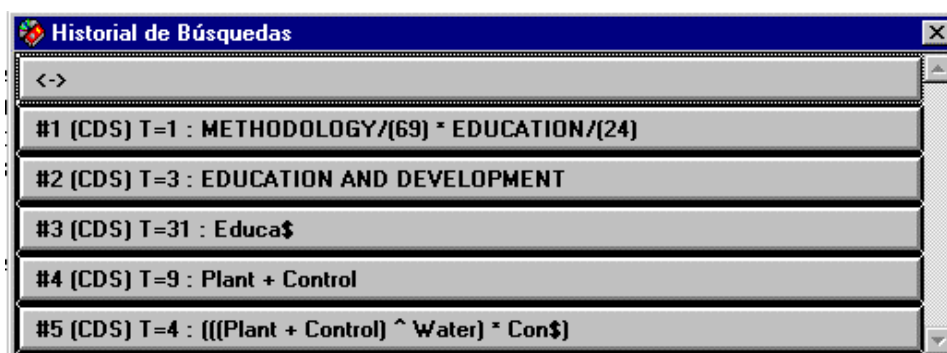 Historial de Búsquedas
<->
#1 (CDS) T=1 : METHODOLOGY/(69) * EDUCATION/(24)
#2 (CDS) T=3 : EDUCATION AND DEVELOPMENT
#3 (CDS) T=31 : Educa$
#4 (CDS) T=9 : Plant + Control
#5 (CDS) T=4 : (((Plant + Control) ^ Water) * Con$)